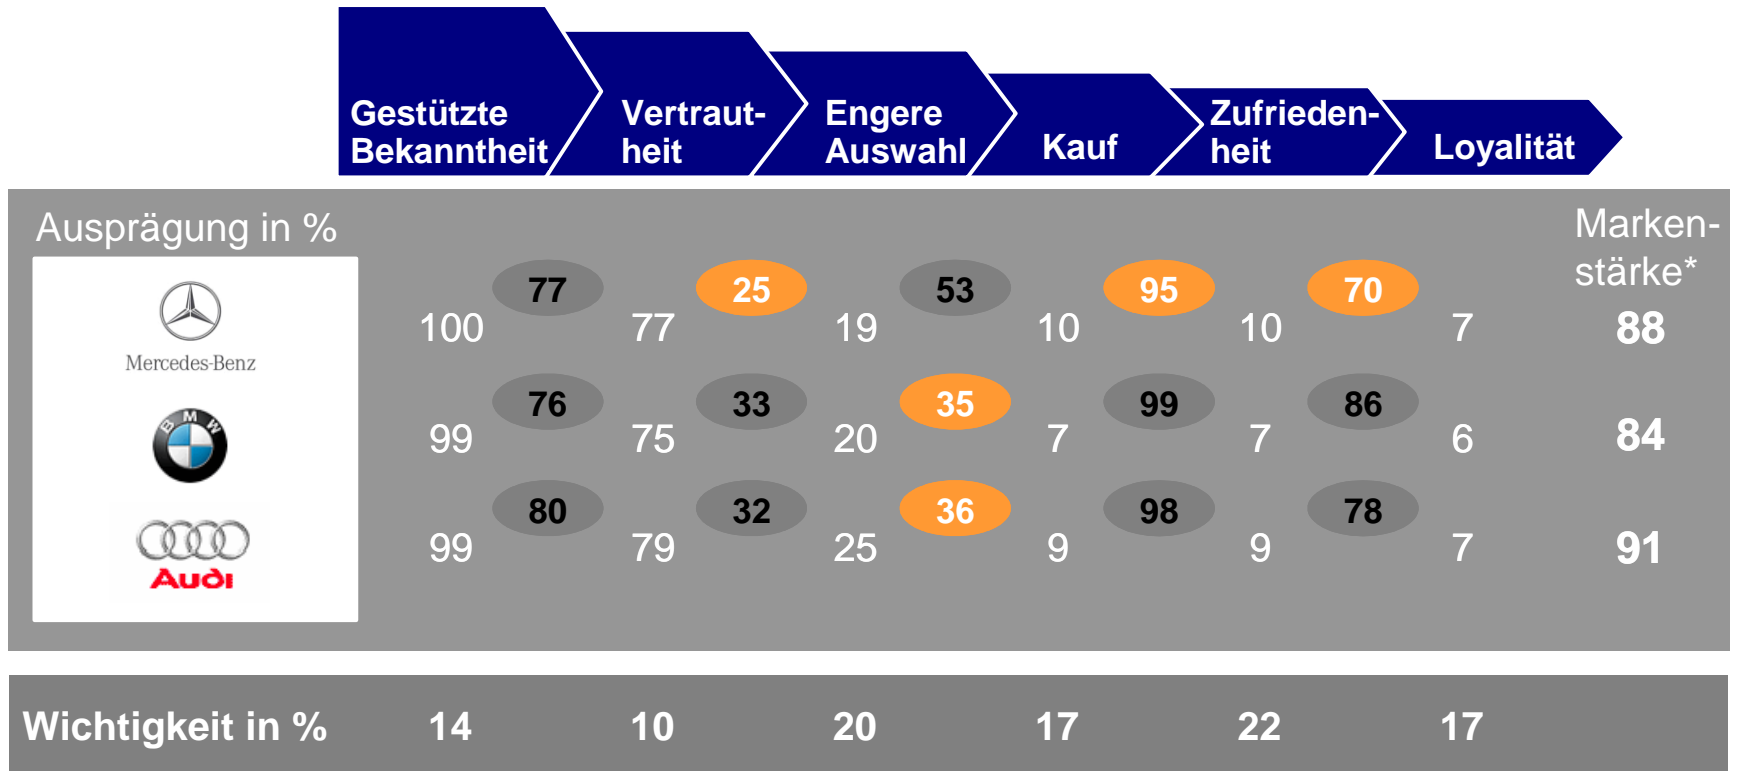 Gestützte
Bekanntheit
Vertraut-
heit
Engere
Auswahl
Kauf
Zufrieden-
heit
Loyalität
Ausprägung in %
Marken-
stärke*
77 25 53 95 70
Mercedes-Benz
100 77 19 10 10 7 88
76 33 35 99 86
BMW
99 75 20 7 7 6 84
80 32 36 98 78
Audi
99 79 25 9 9 7 91
Wichtigkeit in % 14 10 20 17 22 17